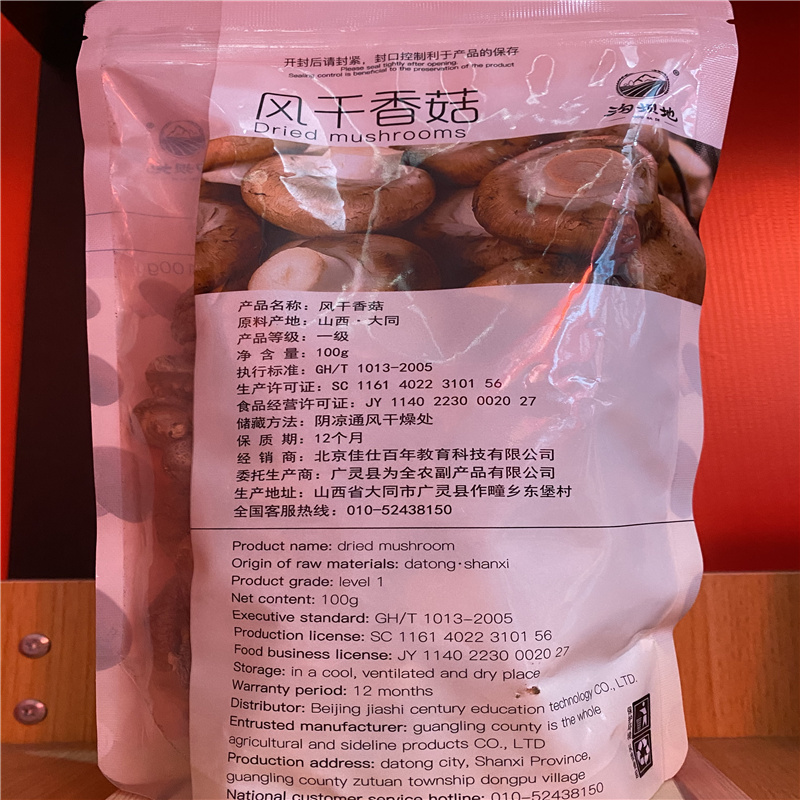 开封后请封紧，封口控制利于产品的保存
Please seal tightly after opening.
Sealing control is beneficial to the preservation of the product
风干香菇
Dried mushrooms
沟坝地
产品名称：风干香菇
原料产地：山西·大同
产品等级：一级
净 含 量：100g
执行标准：GH/T 1013-2005
生产许可证：SC 1161 4022 3101 56
食品经营许可证：JY 1140 2230 0020 27
储藏方法：阴凉通风干燥处
保 质 期：12个月
经 销 商：北京佳仕百年教育科技有限公司
委托生产商：广灵县为全农副产品有限公司
生产地址：山西省大同市广灵县作疃乡东堡村
全国客服热线：010-52438150
Product name: dried mushroom
Origin of raw materials: datong·shanxi
Product grade: level 1
Net content: 100g
Executive standard: GH/T 1013-2005
Production license: SC 1161 4022 3101 56
Food business license: JY 1140 2230 0020 27
Storage: in a cool, ventilated and dry place
Warranty period: 12 months
Distributor: Beijing jiashi century education technology CO., LTD.
Entrusted manufacturer: guangling county is the whole
agricultural and sideline products CO., LTD
Production address: datong city, Shanxi Province,
guangling county zutuan township dongpu village
National customer service hotline: 010-52438150
100g